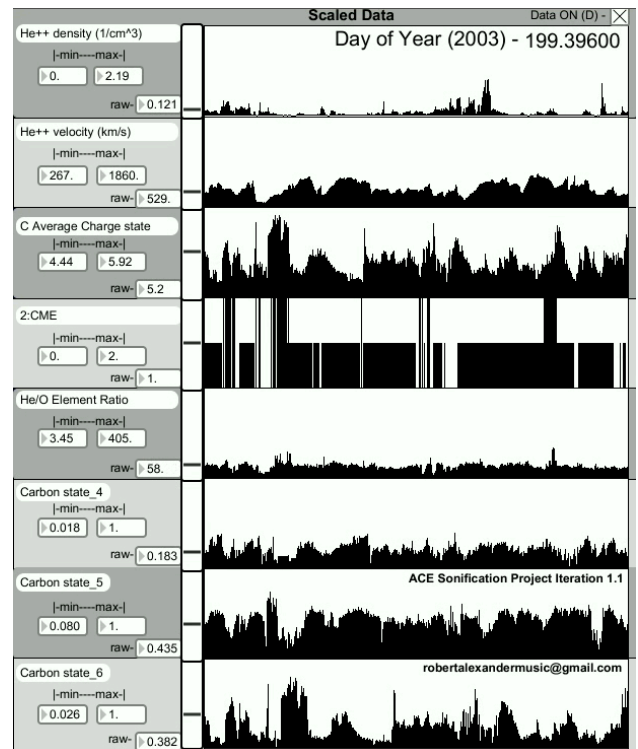 Scaled Data
Data ON (D) -
He++ density (1/cm^3)
Day of Year (2003) - 199.39600
|-min----max-|
0. 2.19
raw- 0.121
He++ velocity (km/s)
|-min----max-|
267. 1860.
raw- 529.
C Average Charge state
|-min----max-|
4.44 5.92
raw- 5.2
2:CME
|-min----max-|
0. 2.
raw- 1.
He/O Element Ratio
|-min----max-|
3.45 405.
raw- 58.
Carbon state_4
|-min----max-|
0.018 1.
raw- 0.183
Carbon state_5
ACE Sonification Project Iteration 1.1
|-min----max-|
0.080 1.
raw- 0.435
Carbon state_6
robertalexandermusic@gmail.com
|-min----max-|
0.026 1.
raw- 0.382